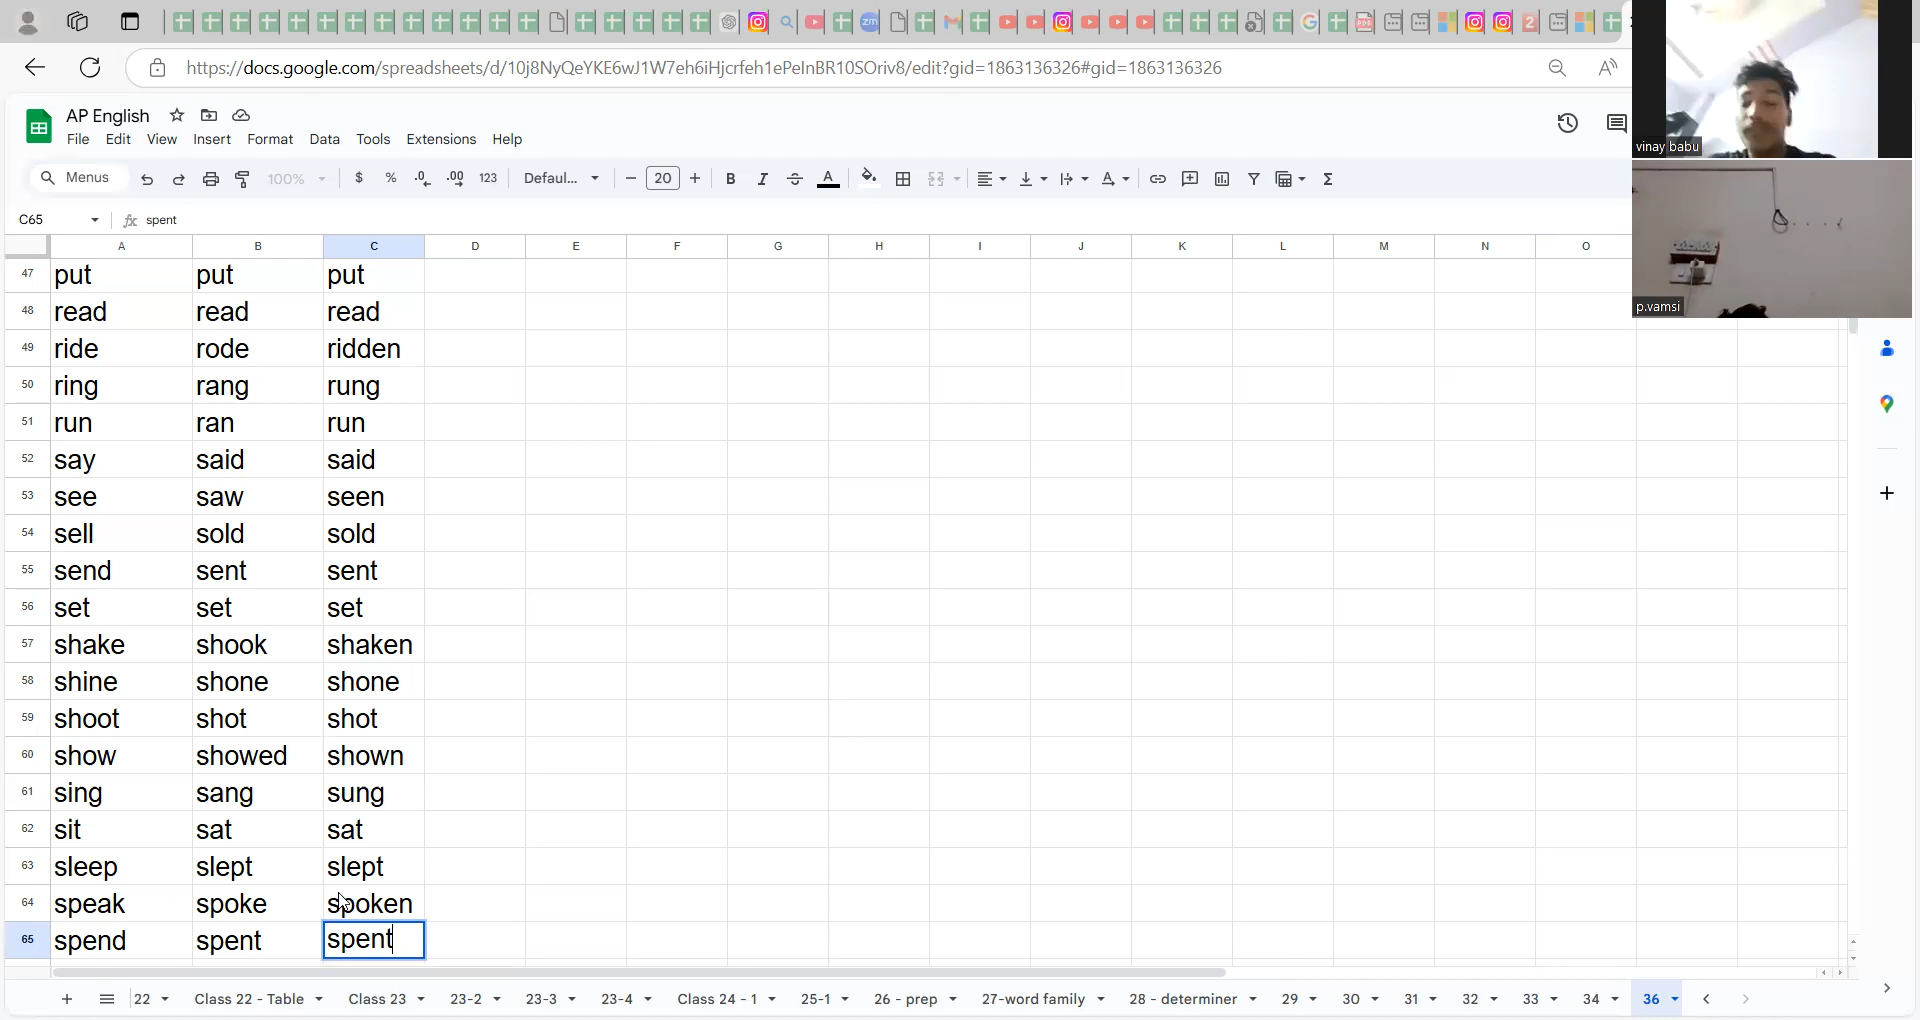 https://docs.google.com/spreadsheets/d/10j8NyQeYKE6wJ1W7eh6iHjcrfeh1ePeInBR10SOriv8/edit?gid=1863136326#gid=1863136326
AP English
File Edit View Insert Format Data Tools Extensions Help
Menus 100% $ % .0 .00 123 Defaul... 20 B I S A
C65 fx spent
A B C D E F G H I J K L M N O
47 put put put
48 read read read
49 ride rode ridden
50 ring rang rung
51 run ran run
52 say said said
53 see saw seen
54 sell sold sold
55 send sent sent
56 set set set
57 shake shook shaken
58 shine shone shone
59 shoot shot shot
60 show showed shown
61 sing sang sung
62 sit sat sat
63 sleep slept slept
64 speak spoke spoken
65 spend spent spent
22 Class 22 - Table Class 23 23-2 23-3 23-4 Class 24 - 1 25-1 26 - prep 27-word family 28 - determiner 29 30 31 32 33 34 36
vinay babu
p.vamsi